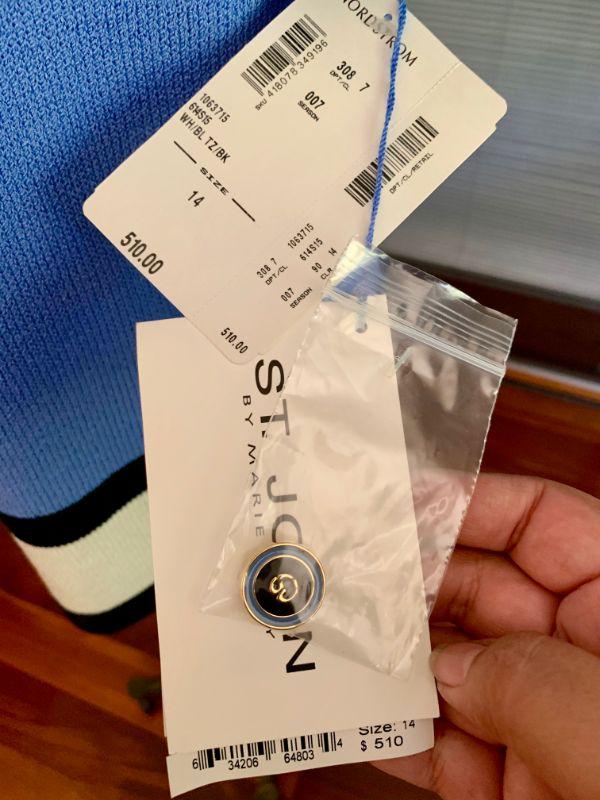 NORDSTROM
SKU 418078349196
308 7
DPT/CL
007
SEASON
1063715
614S15
WH/BL TZ/BK
SIZE
14
510.00
DPT/CL/RETAIL
308 7
DPT/CL
1063715
614S15
90 14
CLR
007
SEASON
510.00
ST. JOHN
BY MARIE
Size: 14
$ 510
6 34206 64803 4